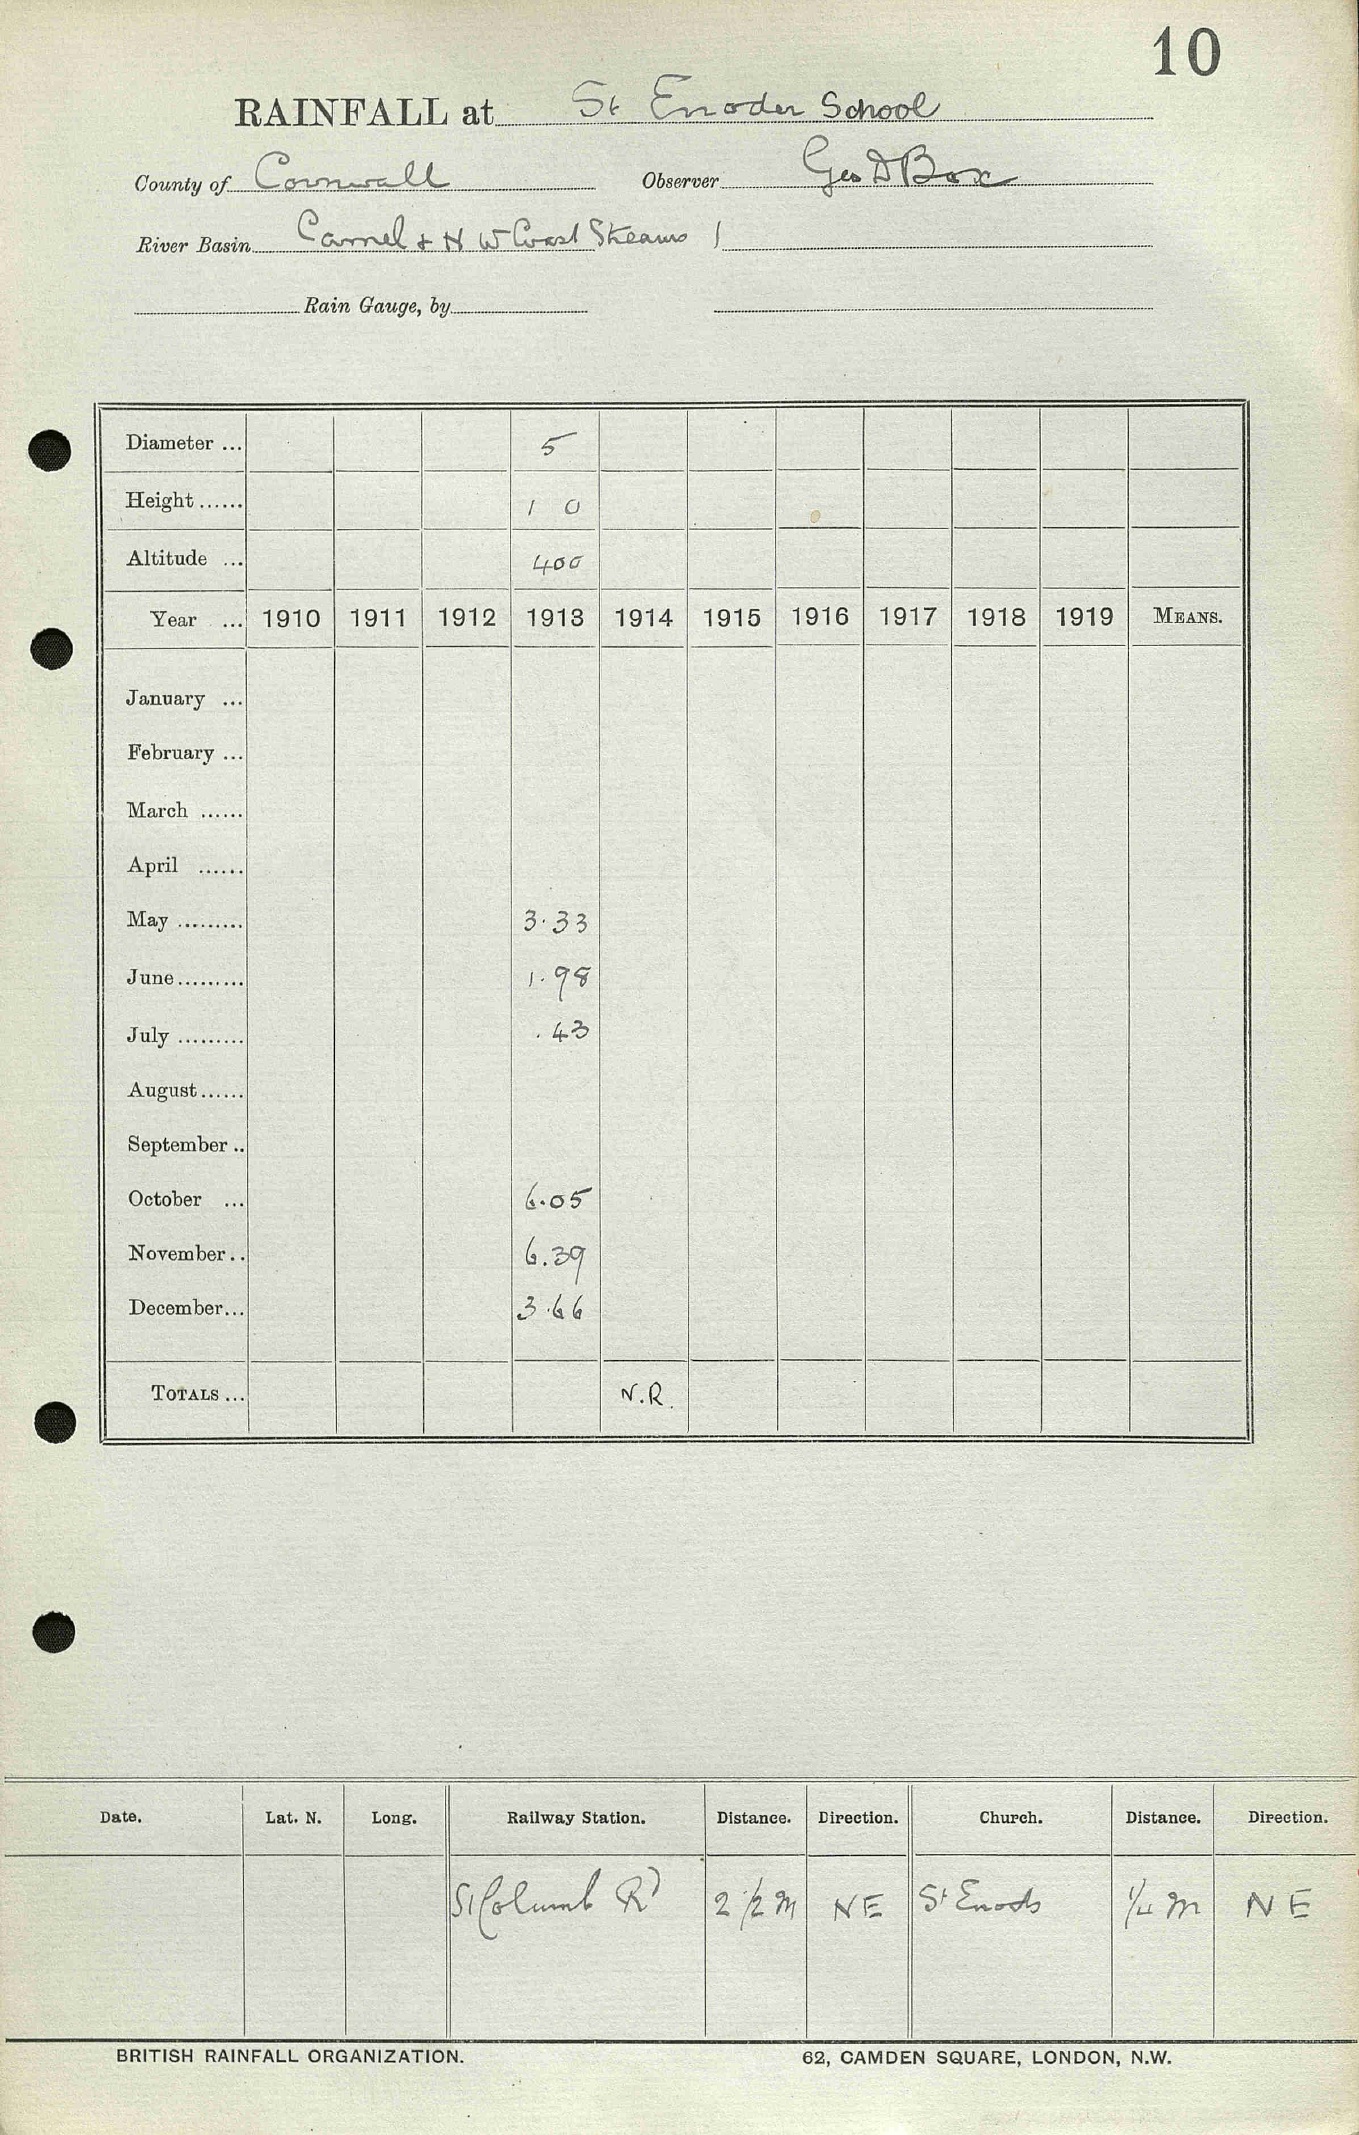 10
RAINFALL at St Enoder School
County of Cornwall Observer Geo D Box
River Basin Camel & N W Coast Streams /
Rain Gauge, by
Diameter ... 5
Height...... 1 0
Altitude ... 400
Year ... 1910 1911 1912 1913 1914 1915 1916 1917 1918 1919 MEANS.
January ...
February ...
March ......
April ......
May ......... 3.33
June......... 1.98
July ......... .43
August......
September ..
October ... 6.05
November.. 6.39
December... 3.66
TOTALS ... N.R.
Date. Lat. N. Long. Railway Station. Distance. Direction. Church. Distance. Direction.
St Columb Rd 2 1/2 M NE St Enods 1/4 M NE
BRITISH RAINFALL ORGANIZATION. 62, CAMDEN SQUARE, LONDON, N.W.